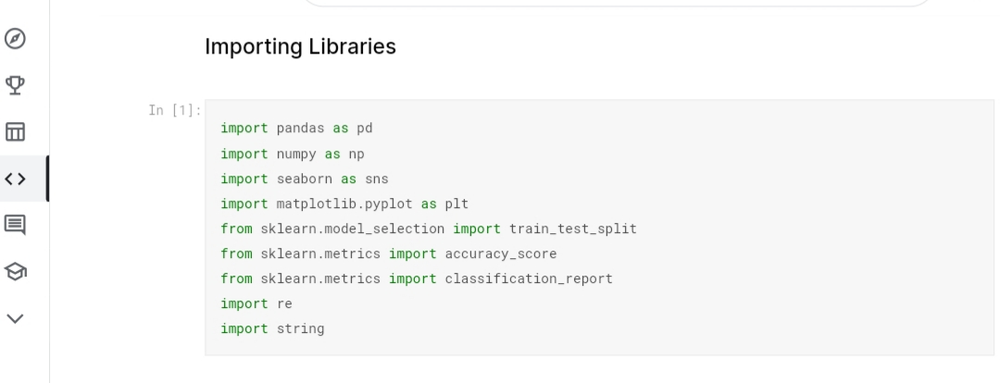 Importing Libraries
In [1]:
import pandas as pd
import numpy as np
import seaborn as sns
import matplotlib.pyplot as plt
from sklearn.model_selection import train_test_split
from sklearn.metrics import accuracy_score
from sklearn.metrics import classification_report
import re
import string